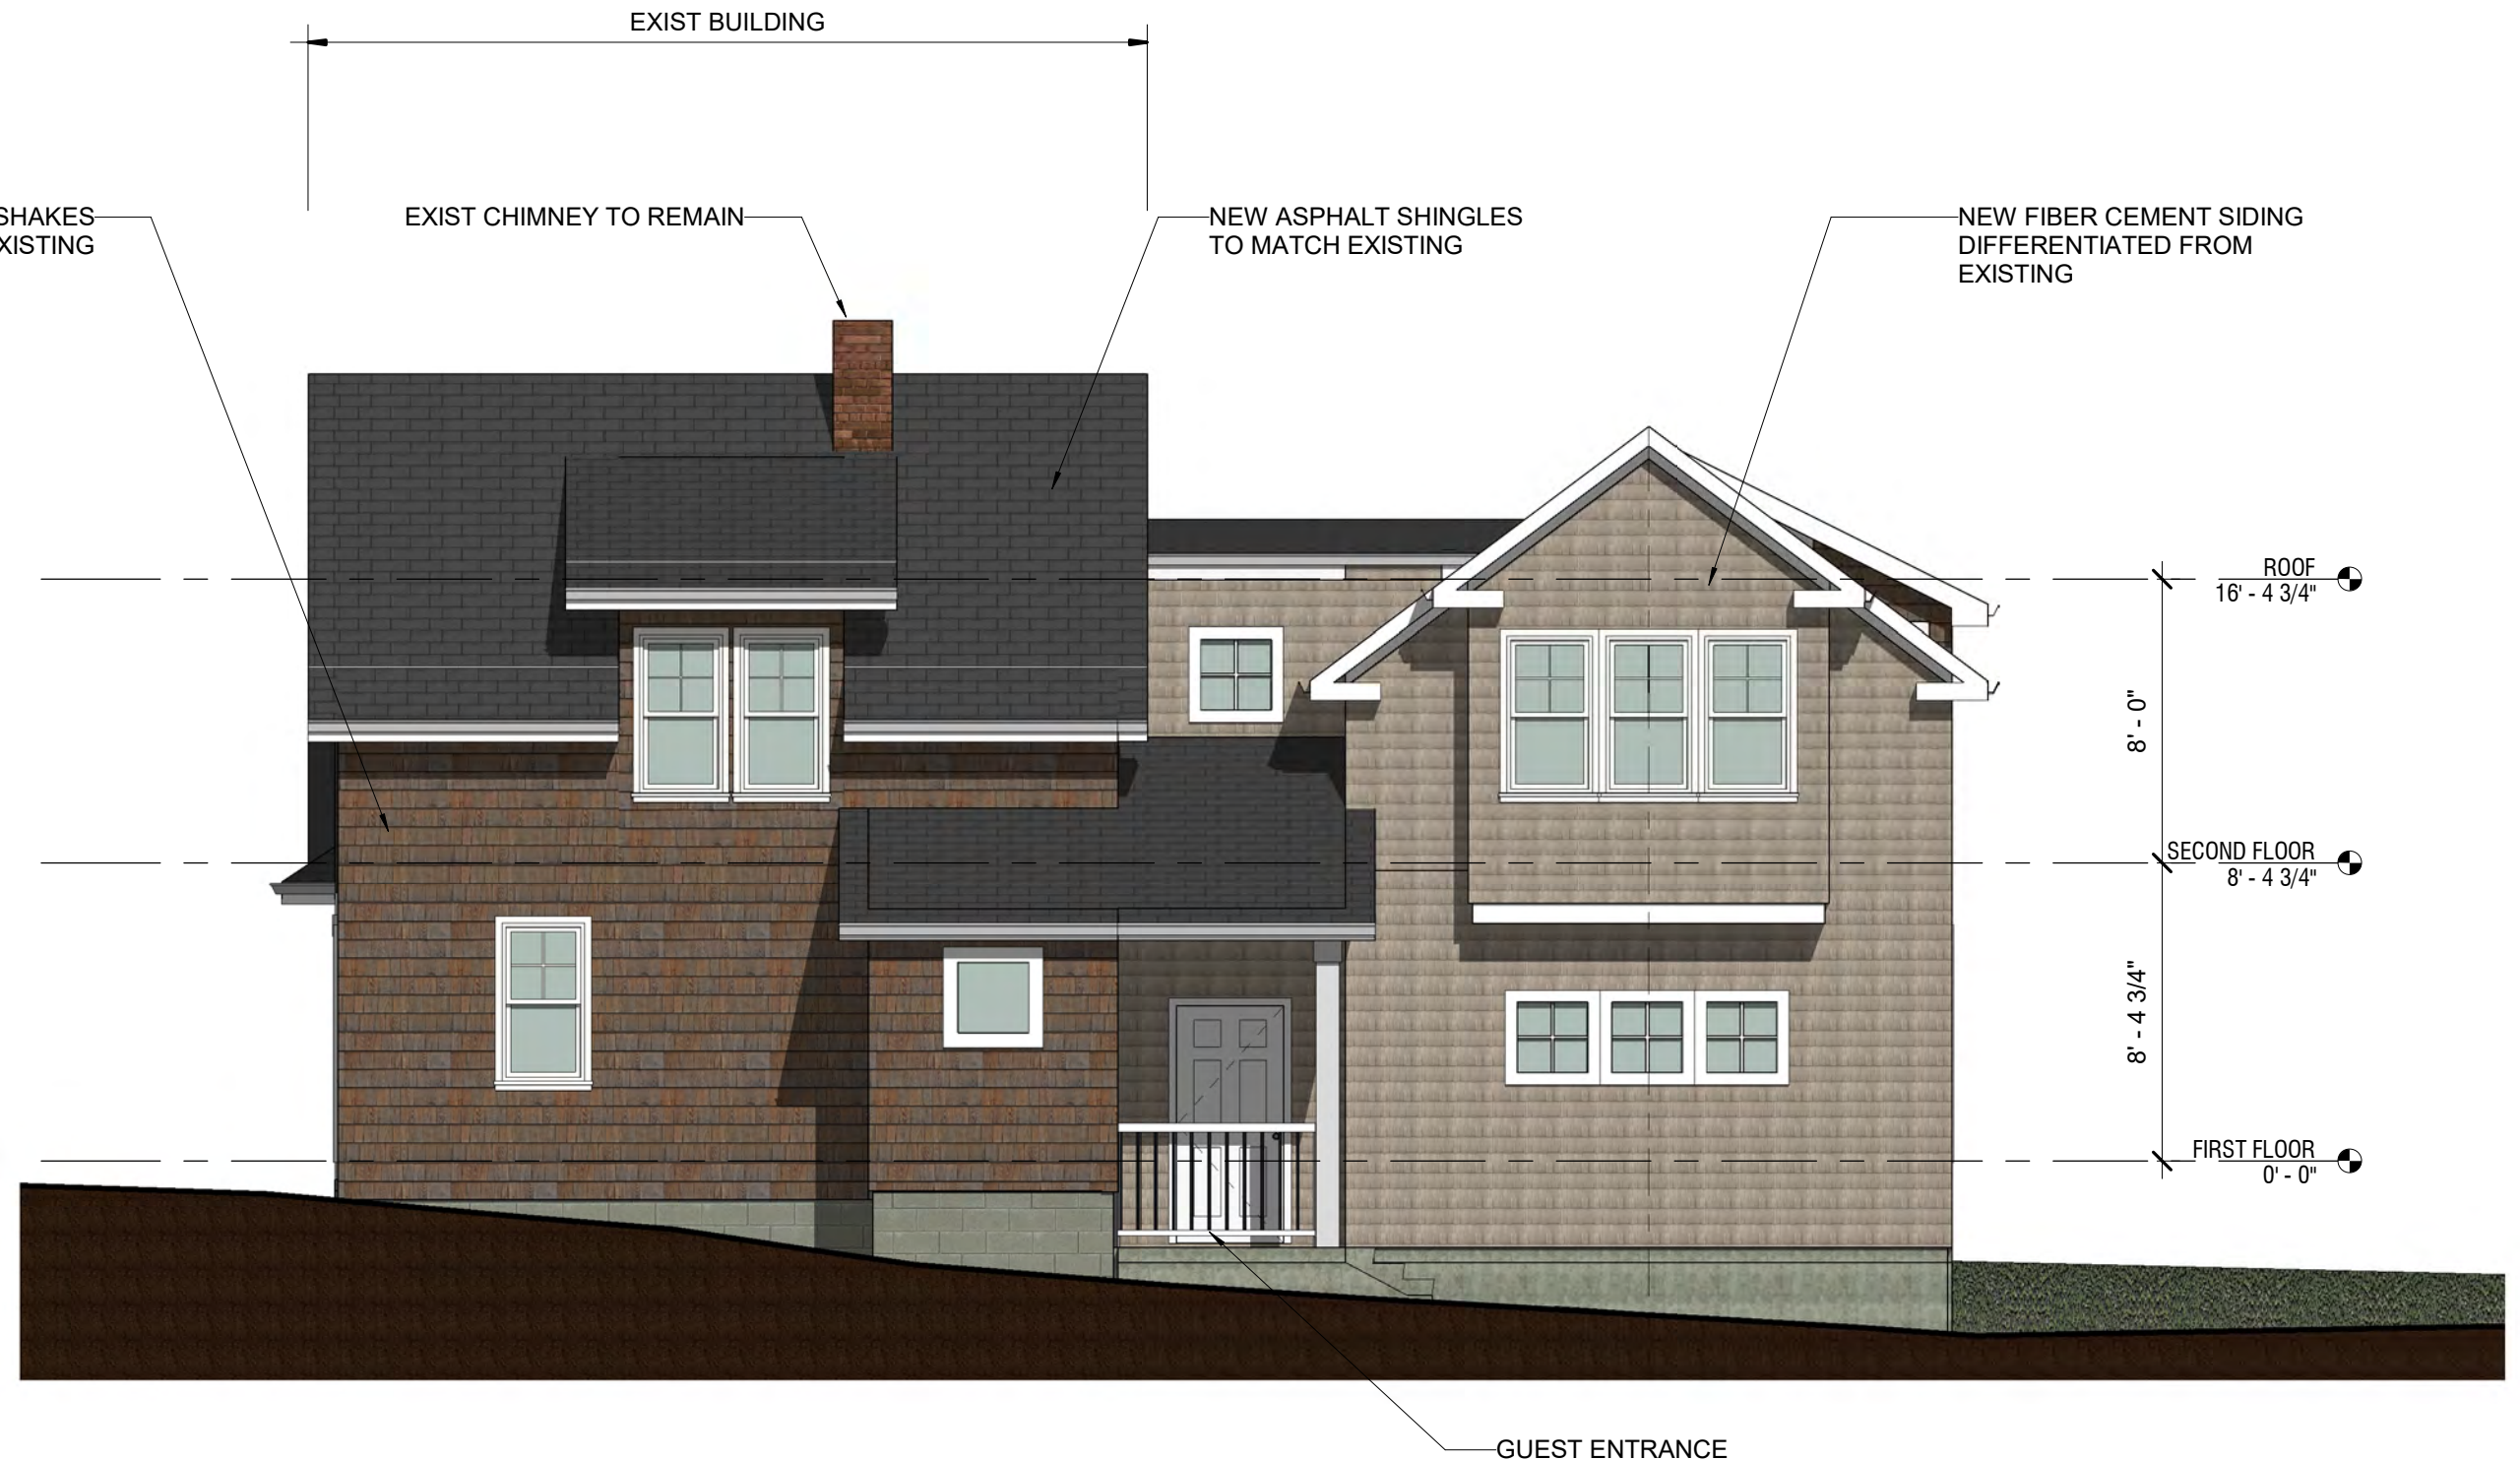 EXIST BUILDING
SHAKES
EXISTING
EXIST CHIMNEY TO REMAIN
NEW ASPHALT SHINGLES
TO MATCH EXISTING
NEW FIBER CEMENT SIDING
DIFFERENTIATED FROM
EXISTING
ROOF
16' - 4 3/4"
8' - 0"
SECOND FLOOR
8' - 4 3/4"
8' - 4 3/4"
FIRST FLOOR
0' - 0"
GUEST ENTRANCE